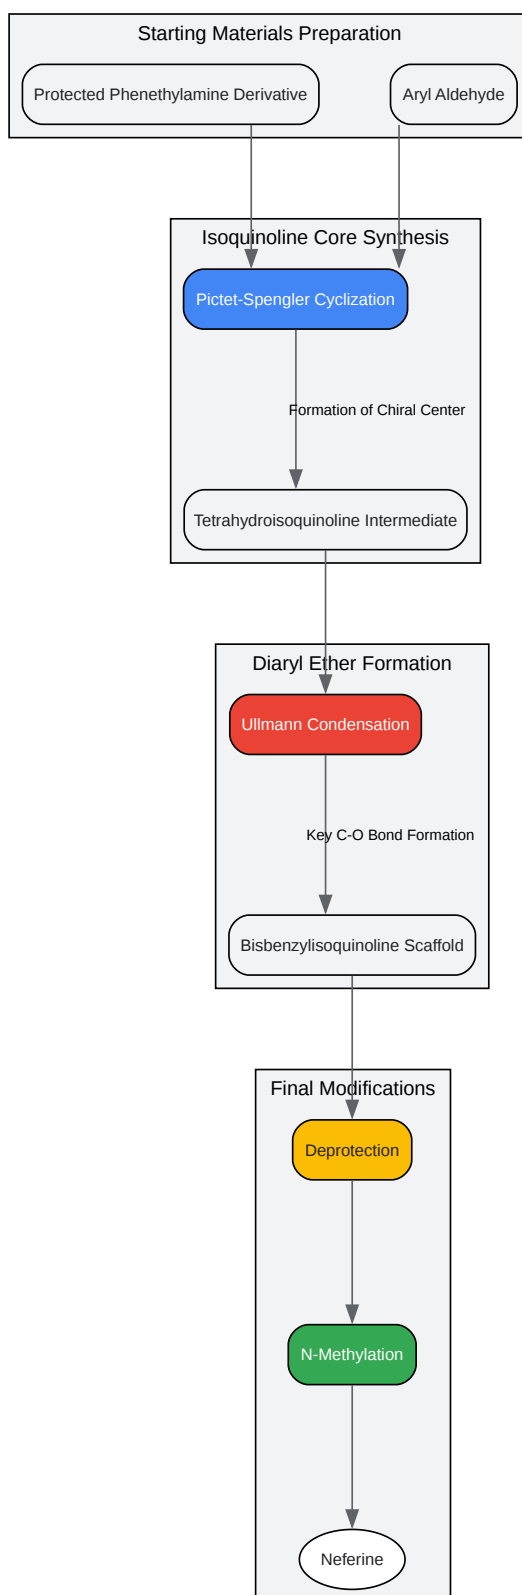 Starting Materials Preparation
Protected Phenethylamine Derivative
Aryl Aldehyde
Isoquinoline Core Synthesis
Pictet-Spengler Cyclization
Formation of Chiral Center
Tetrahydroisoquinoline Intermediate
Diaryl Ether Formation
Ullmann Condensation
Key C-O Bond Formation
Bisbenzylisoquinoline Scaffold
Final Modifications
Deprotection
N-Methylation
Neferine